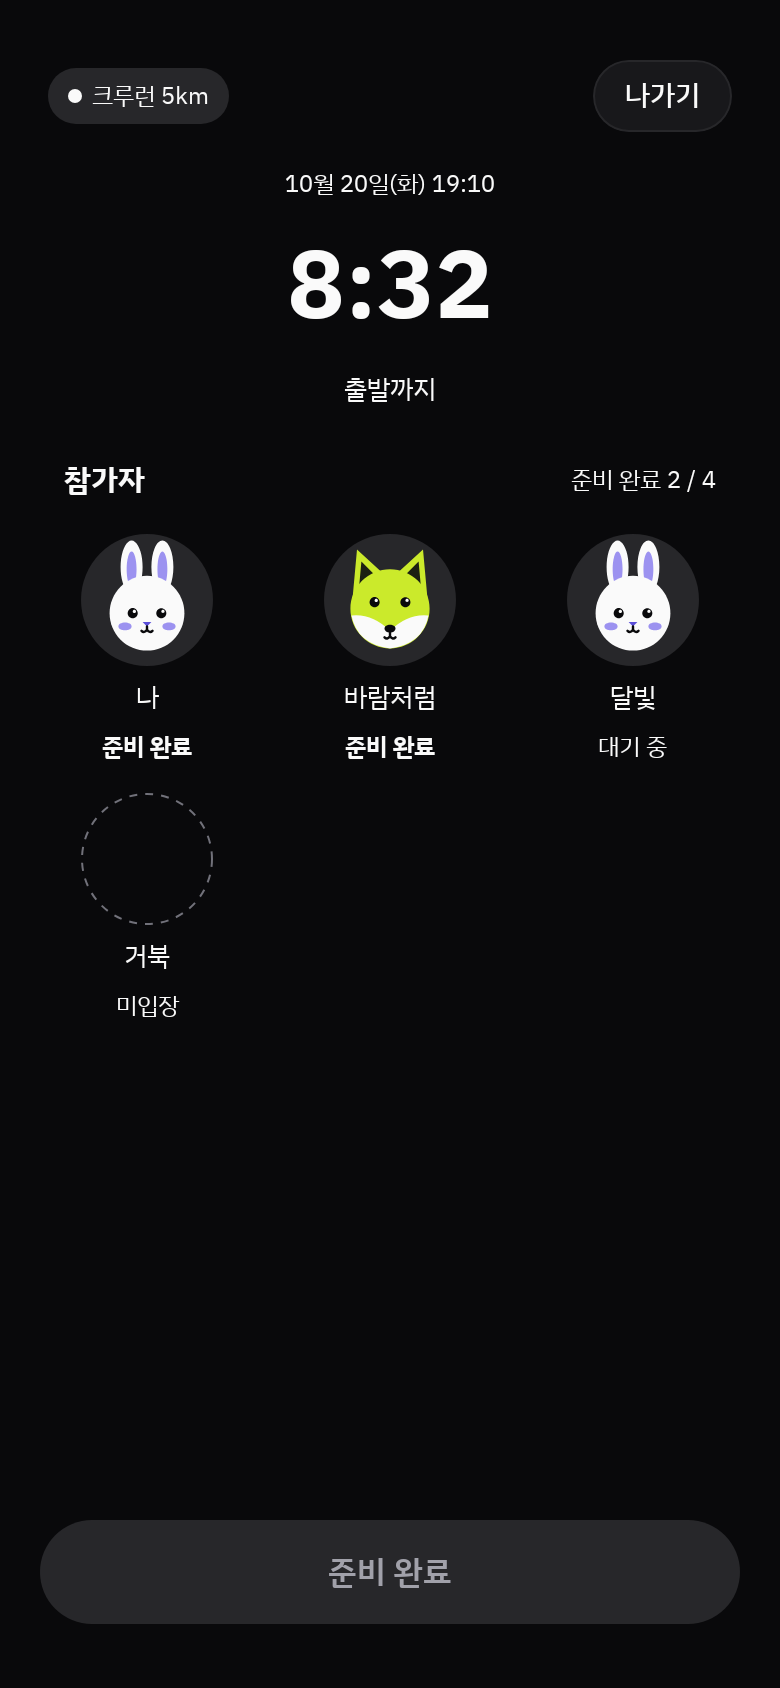 크루런 5km
나가기
10월 20일(화) 19:10
8:32
출발까지
참가자
준비 완료 2 / 4
나
바람처럼
달빛
준비 완료
준비 완료
대기 중
거북
미입장
준비 완료